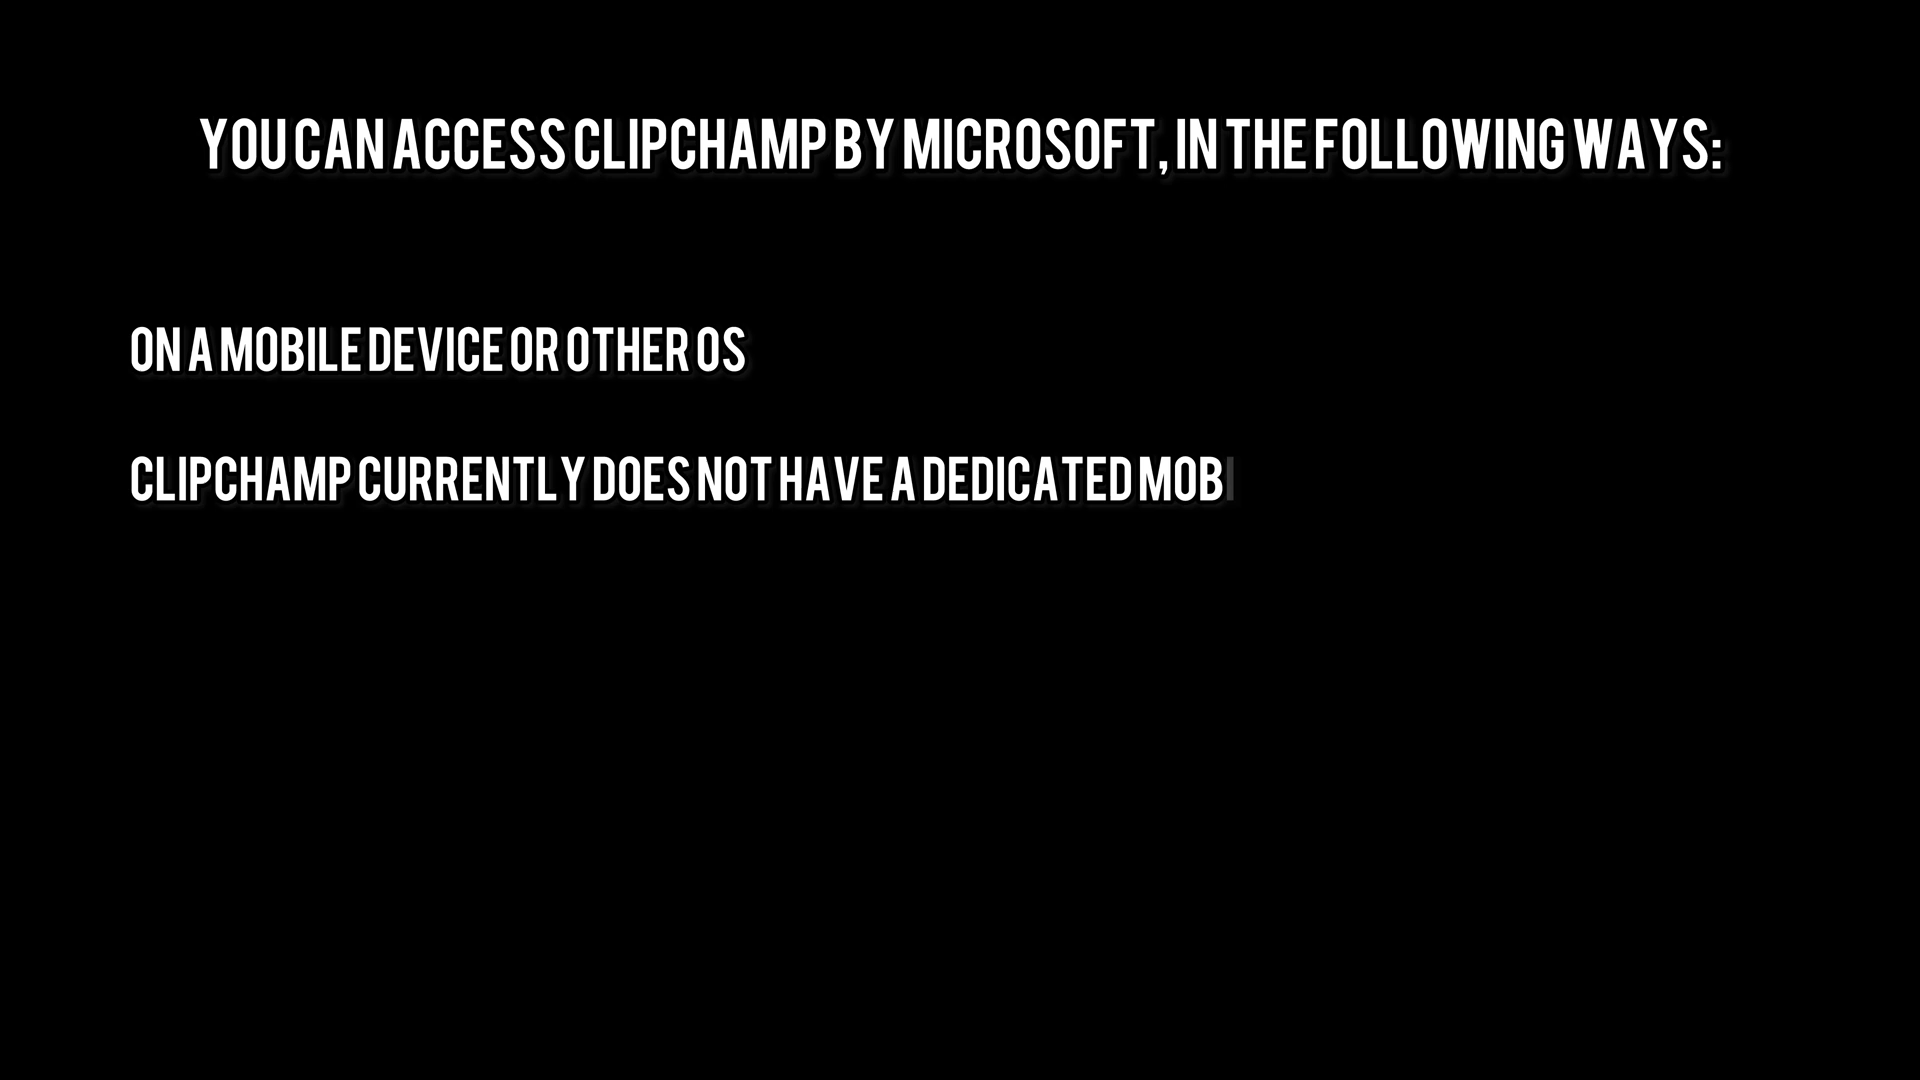 YOU CAN ACCESS CLIPCHAMP BY MICROSOFT, IN THE FOLLOWING WAYS:
ON A MOBILE DEVICE OR OTHER OS
CLIPCHAMP CURRENTLY DOES NOT HAVE A DEDICATED MOBI